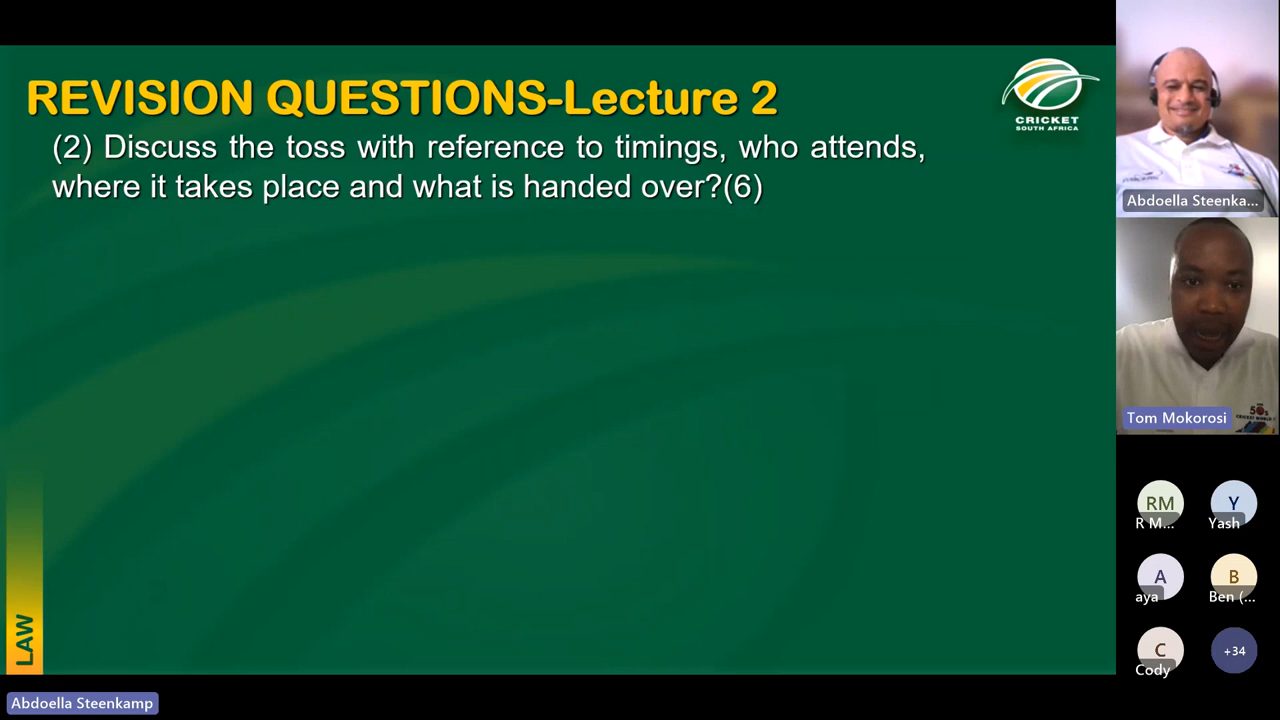 REVISION QUESTIONS-Lecture 2
(2) Discuss the toss with reference to timings, who attends,
where it takes place and what is handed over?(6)
CRICKET
SOUTH AFRICA
LAW
Abdoella Steenkamp
Abdoella Steenka...
Tom Mokorosi
RM
R M...
Y
Yash
A
aya
B
Ben (...
C
Cody
+34